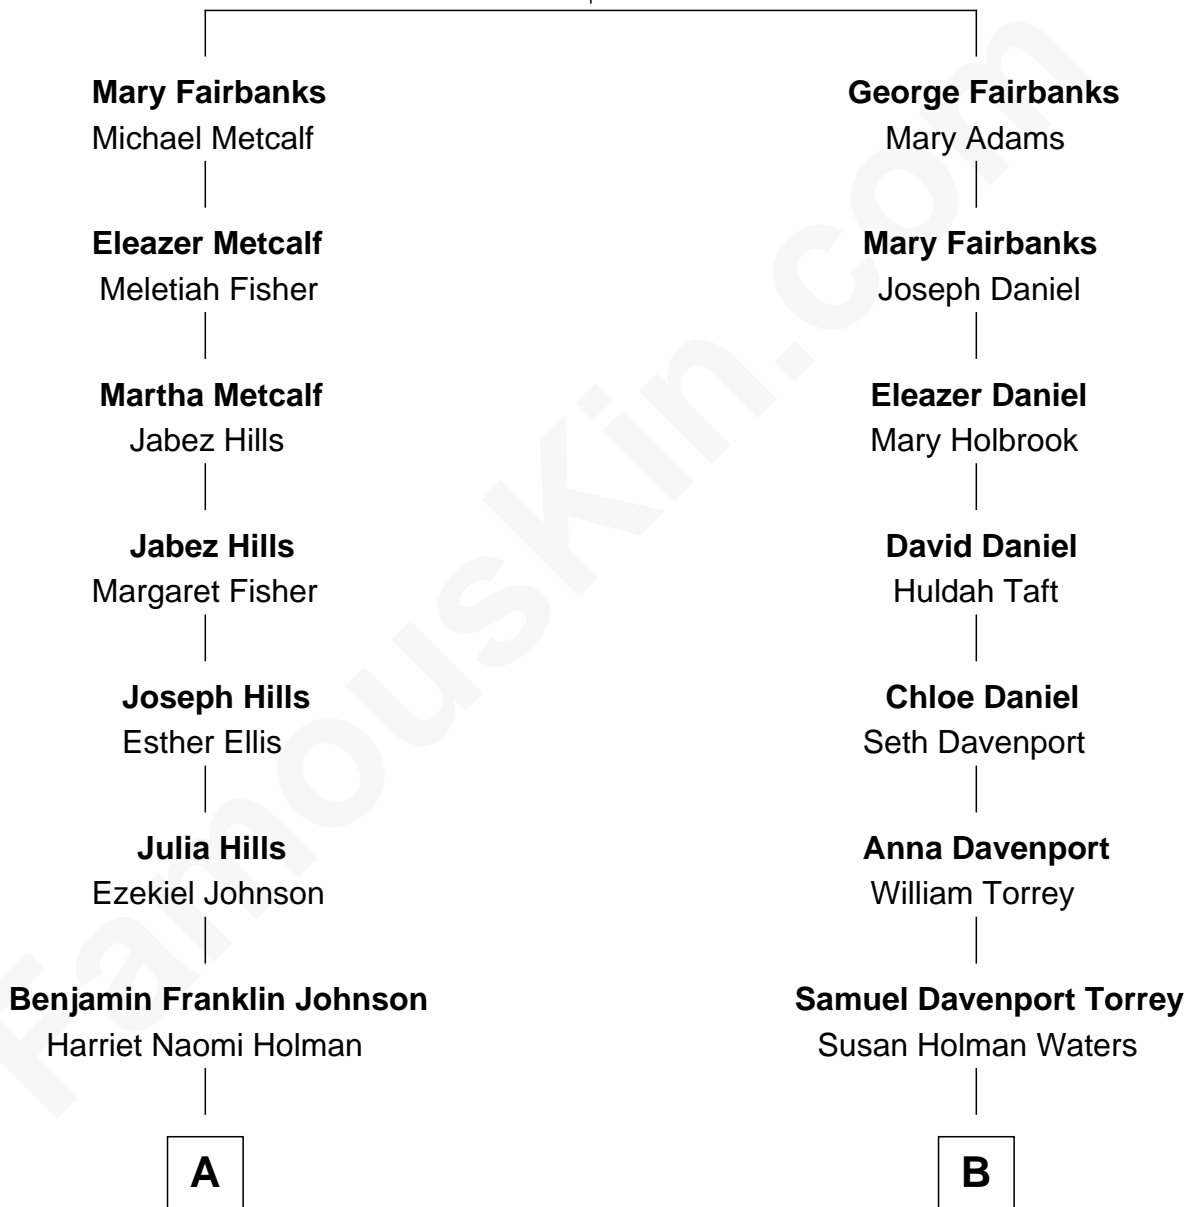 Mary Fairbanks
Michael Metcalf
Eleazer Metcalf
Meletiah Fisher
Martha Metcalf
Jabez Hills
Jabez Hills
Margaret Fisher
Joseph Hills
Esther Ellis
Julia Hills
Ezekiel Johnson
Benjamin Franklin Johnson
Harriet Naomi Holman
A
George Fairbanks
Mary Adams
Mary Fairbanks
Joseph Daniel
Eleazer Daniel
Mary Holbrook
David Daniel
Huldah Taft
Chloe Daniel
Seth Davenport
Anna Davenport
William Torrey
Samuel Davenport Torrey
Susan Holman Waters
B
FamousKin.com